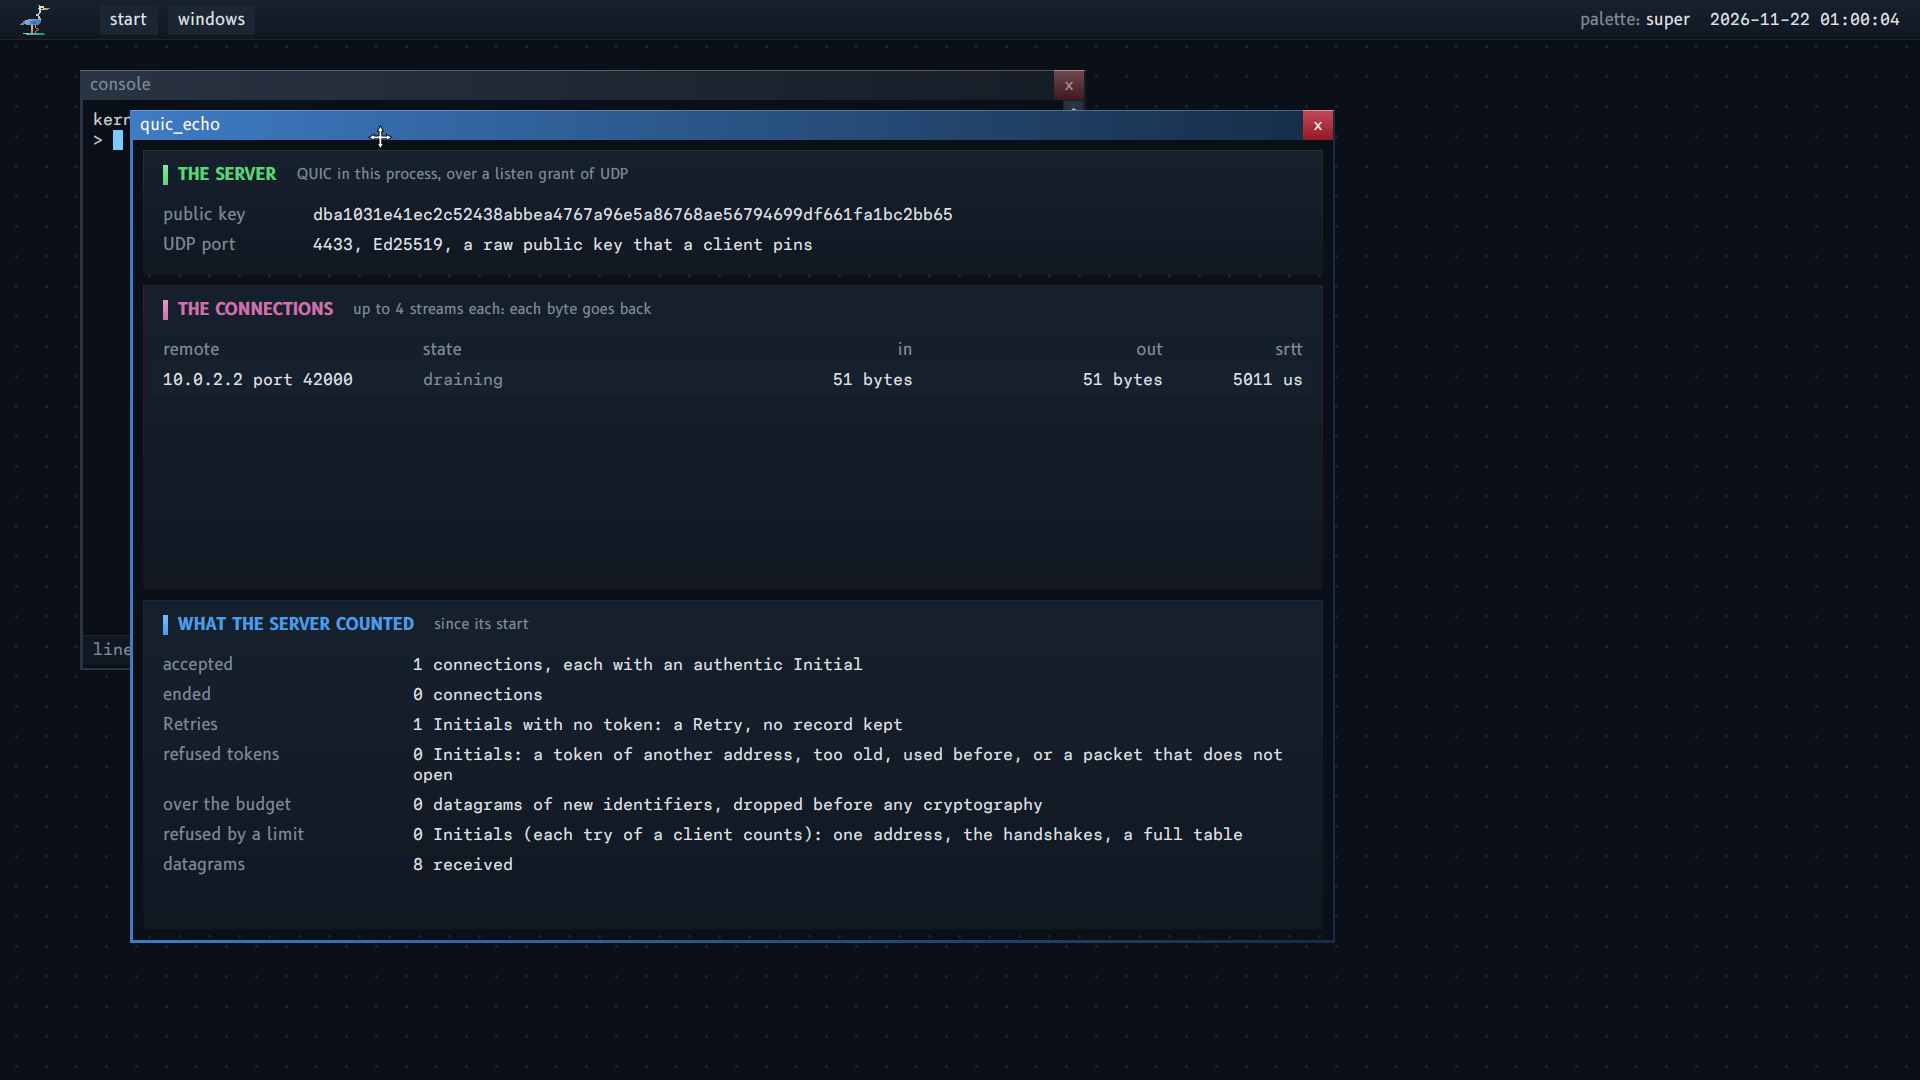 start windows palette: super 2026-11-22 01:00:04
console x
kern
>
line
quic_echo x
THE SERVER QUIC in this process, over a listen grant of UDP
public key dba1031e41ec2c52438abbea4767a96e5a86768ae56794699df661fa1bc2bb65
UDP port 4433, Ed25519, a raw public key that a client pins
THE CONNECTIONS up to 4 streams each: each byte goes back
remote state in out srtt
10.0.2.2 port 42000 draining 51 bytes 51 bytes 5011 us
WHAT THE SERVER COUNTED since its start
accepted 1 connections, each with an authentic Initial
ended 0 connections
Retries 1 Initials with no token: a Retry, no record kept
refused tokens 0 Initials: a token of another address, too old, used before, or a packet that does not
open
over the budget 0 datagrams of new identifiers, dropped before any cryptography
refused by a limit 0 Initials (each try of a client counts): one address, the handshakes, a full table
datagrams 8 received